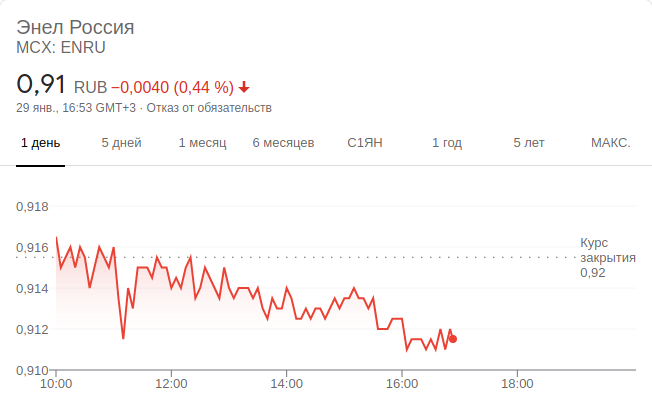 Энел Россия
MCX: ENRU
0,91 RUB −0,0040 (0,44 %)
29 янв., 16:53 GMT+3 · Отказ от обязательств
1 день 5 дней 1 месяц 6 месяцев С1ЯН 1 год 5 лет МАКС.
0,918
0,916
0,914
0,912
0,910
Курс
закрытия
0,92
10:00 12:00 14:00 16:00 18:00